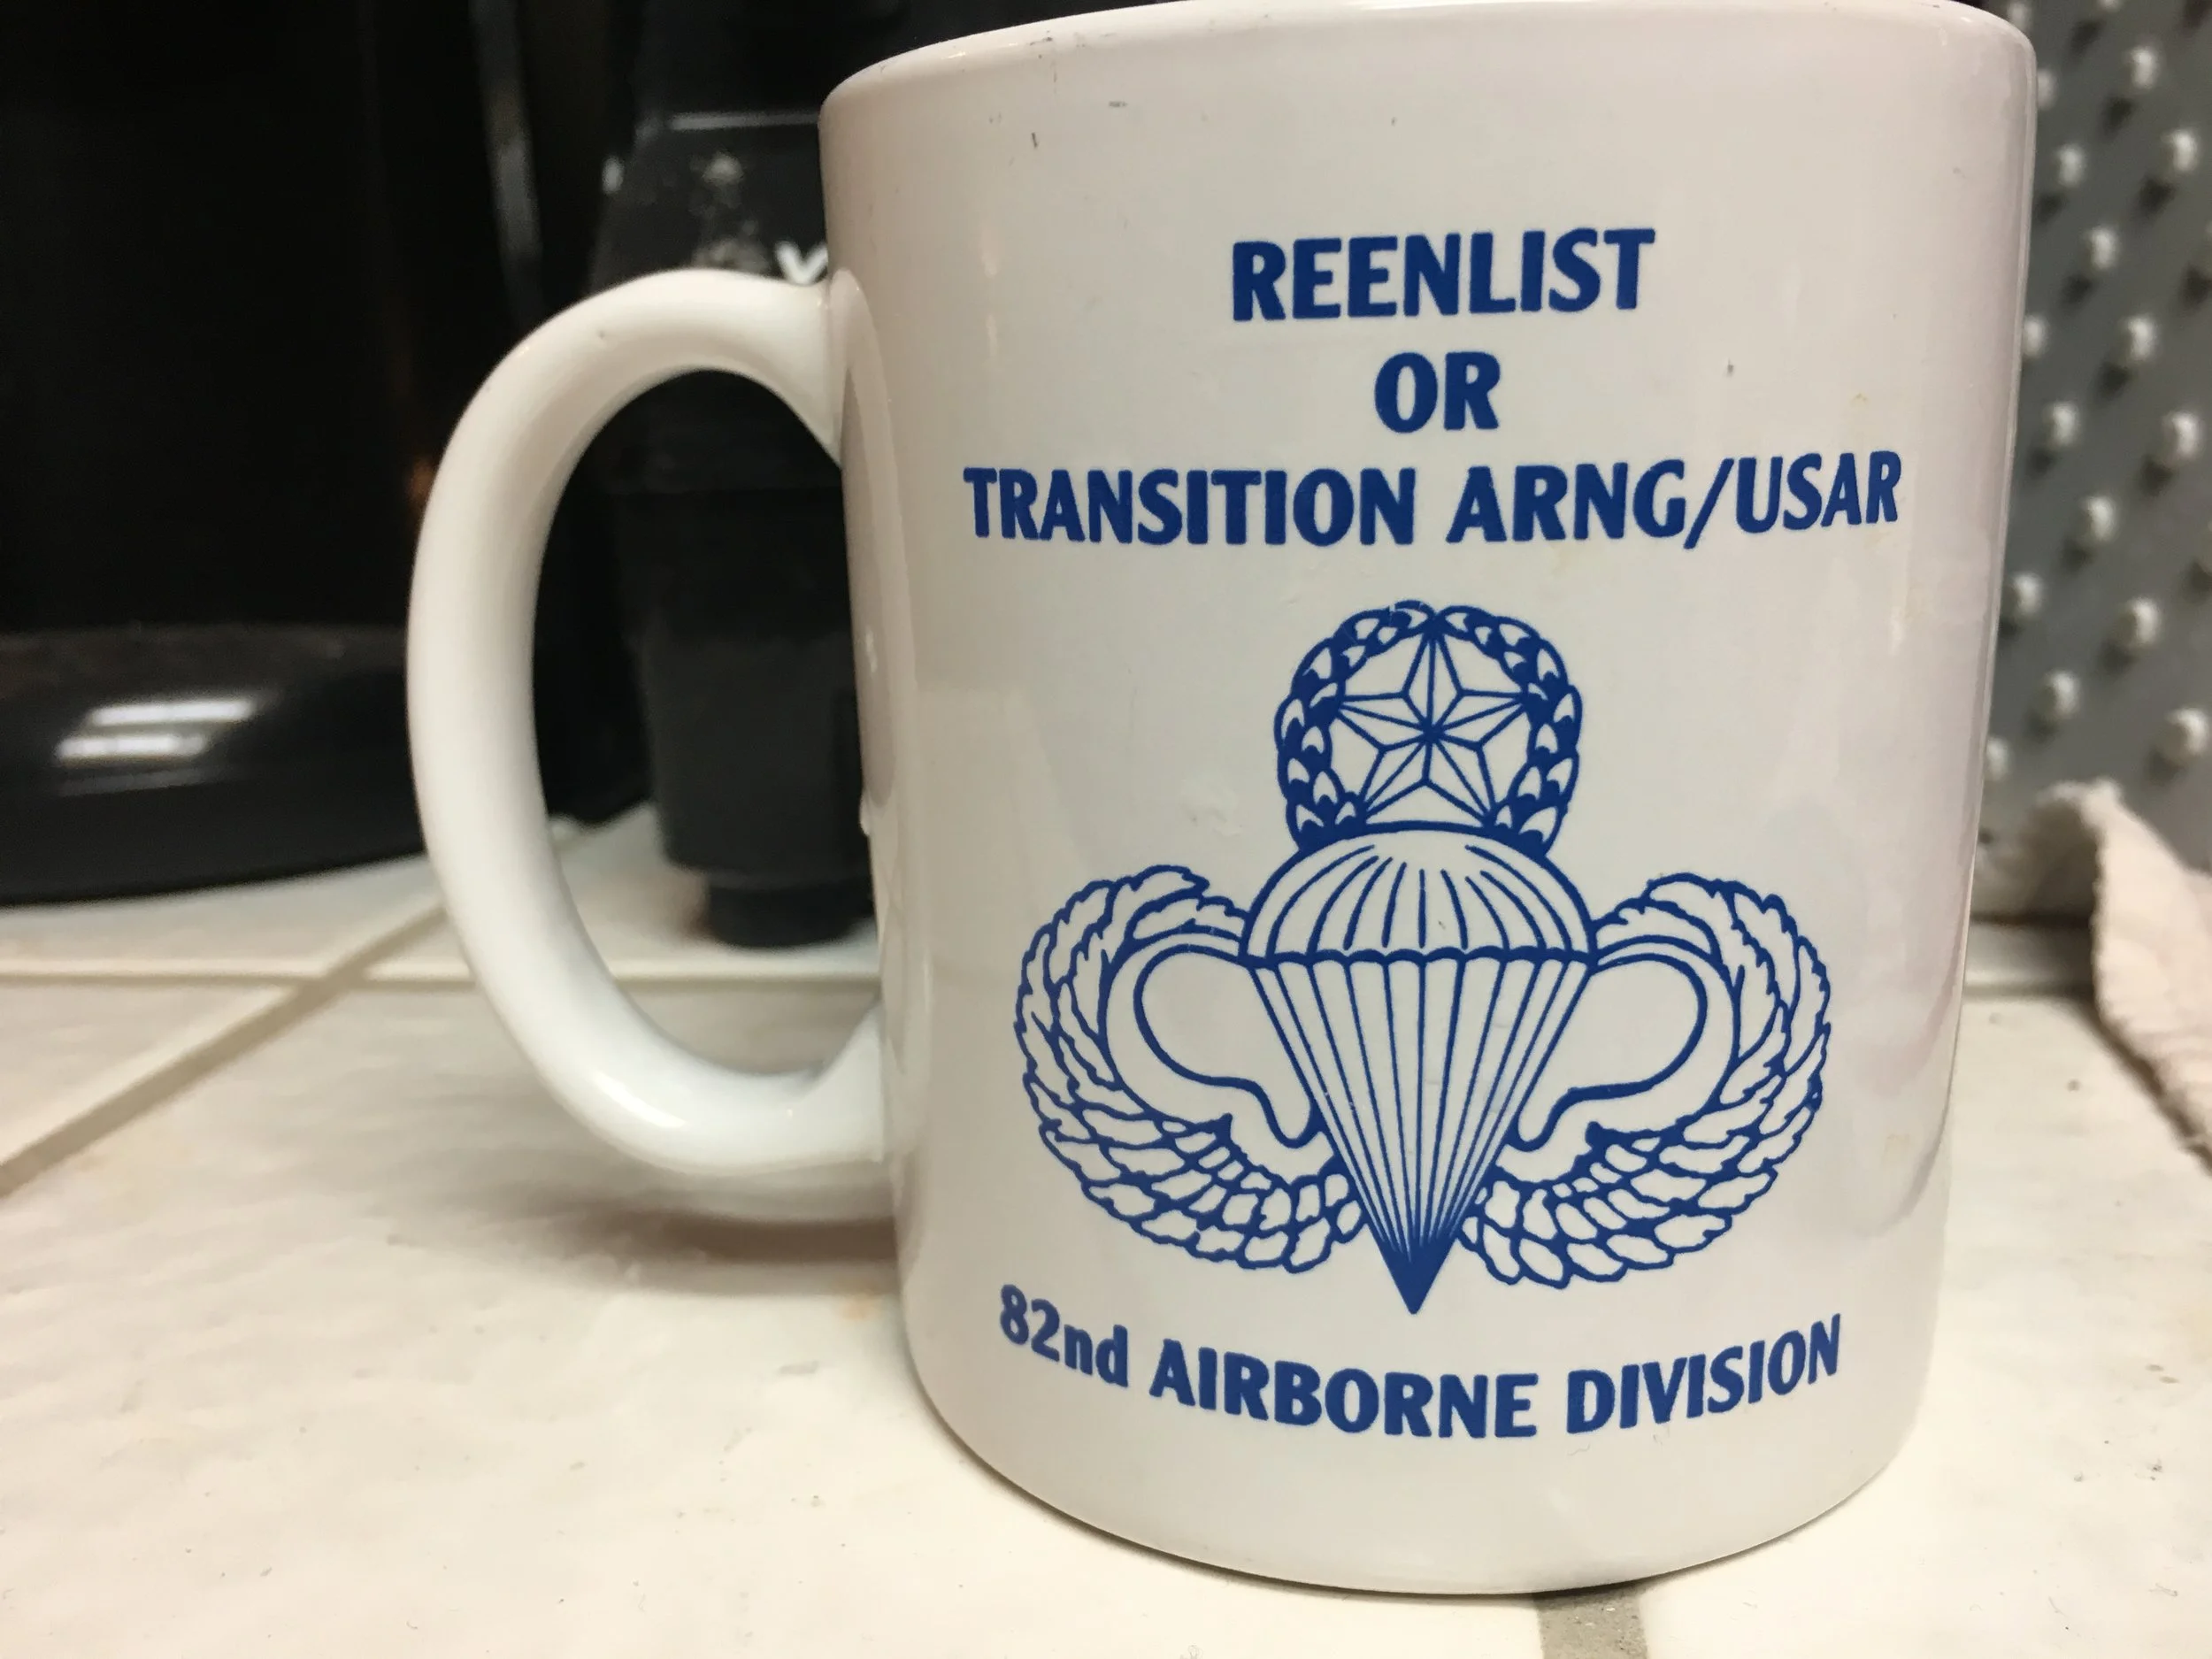 REENLIST
OR
TRANSITION ARNG/USAR
82nd AIRBORNE DIVISION